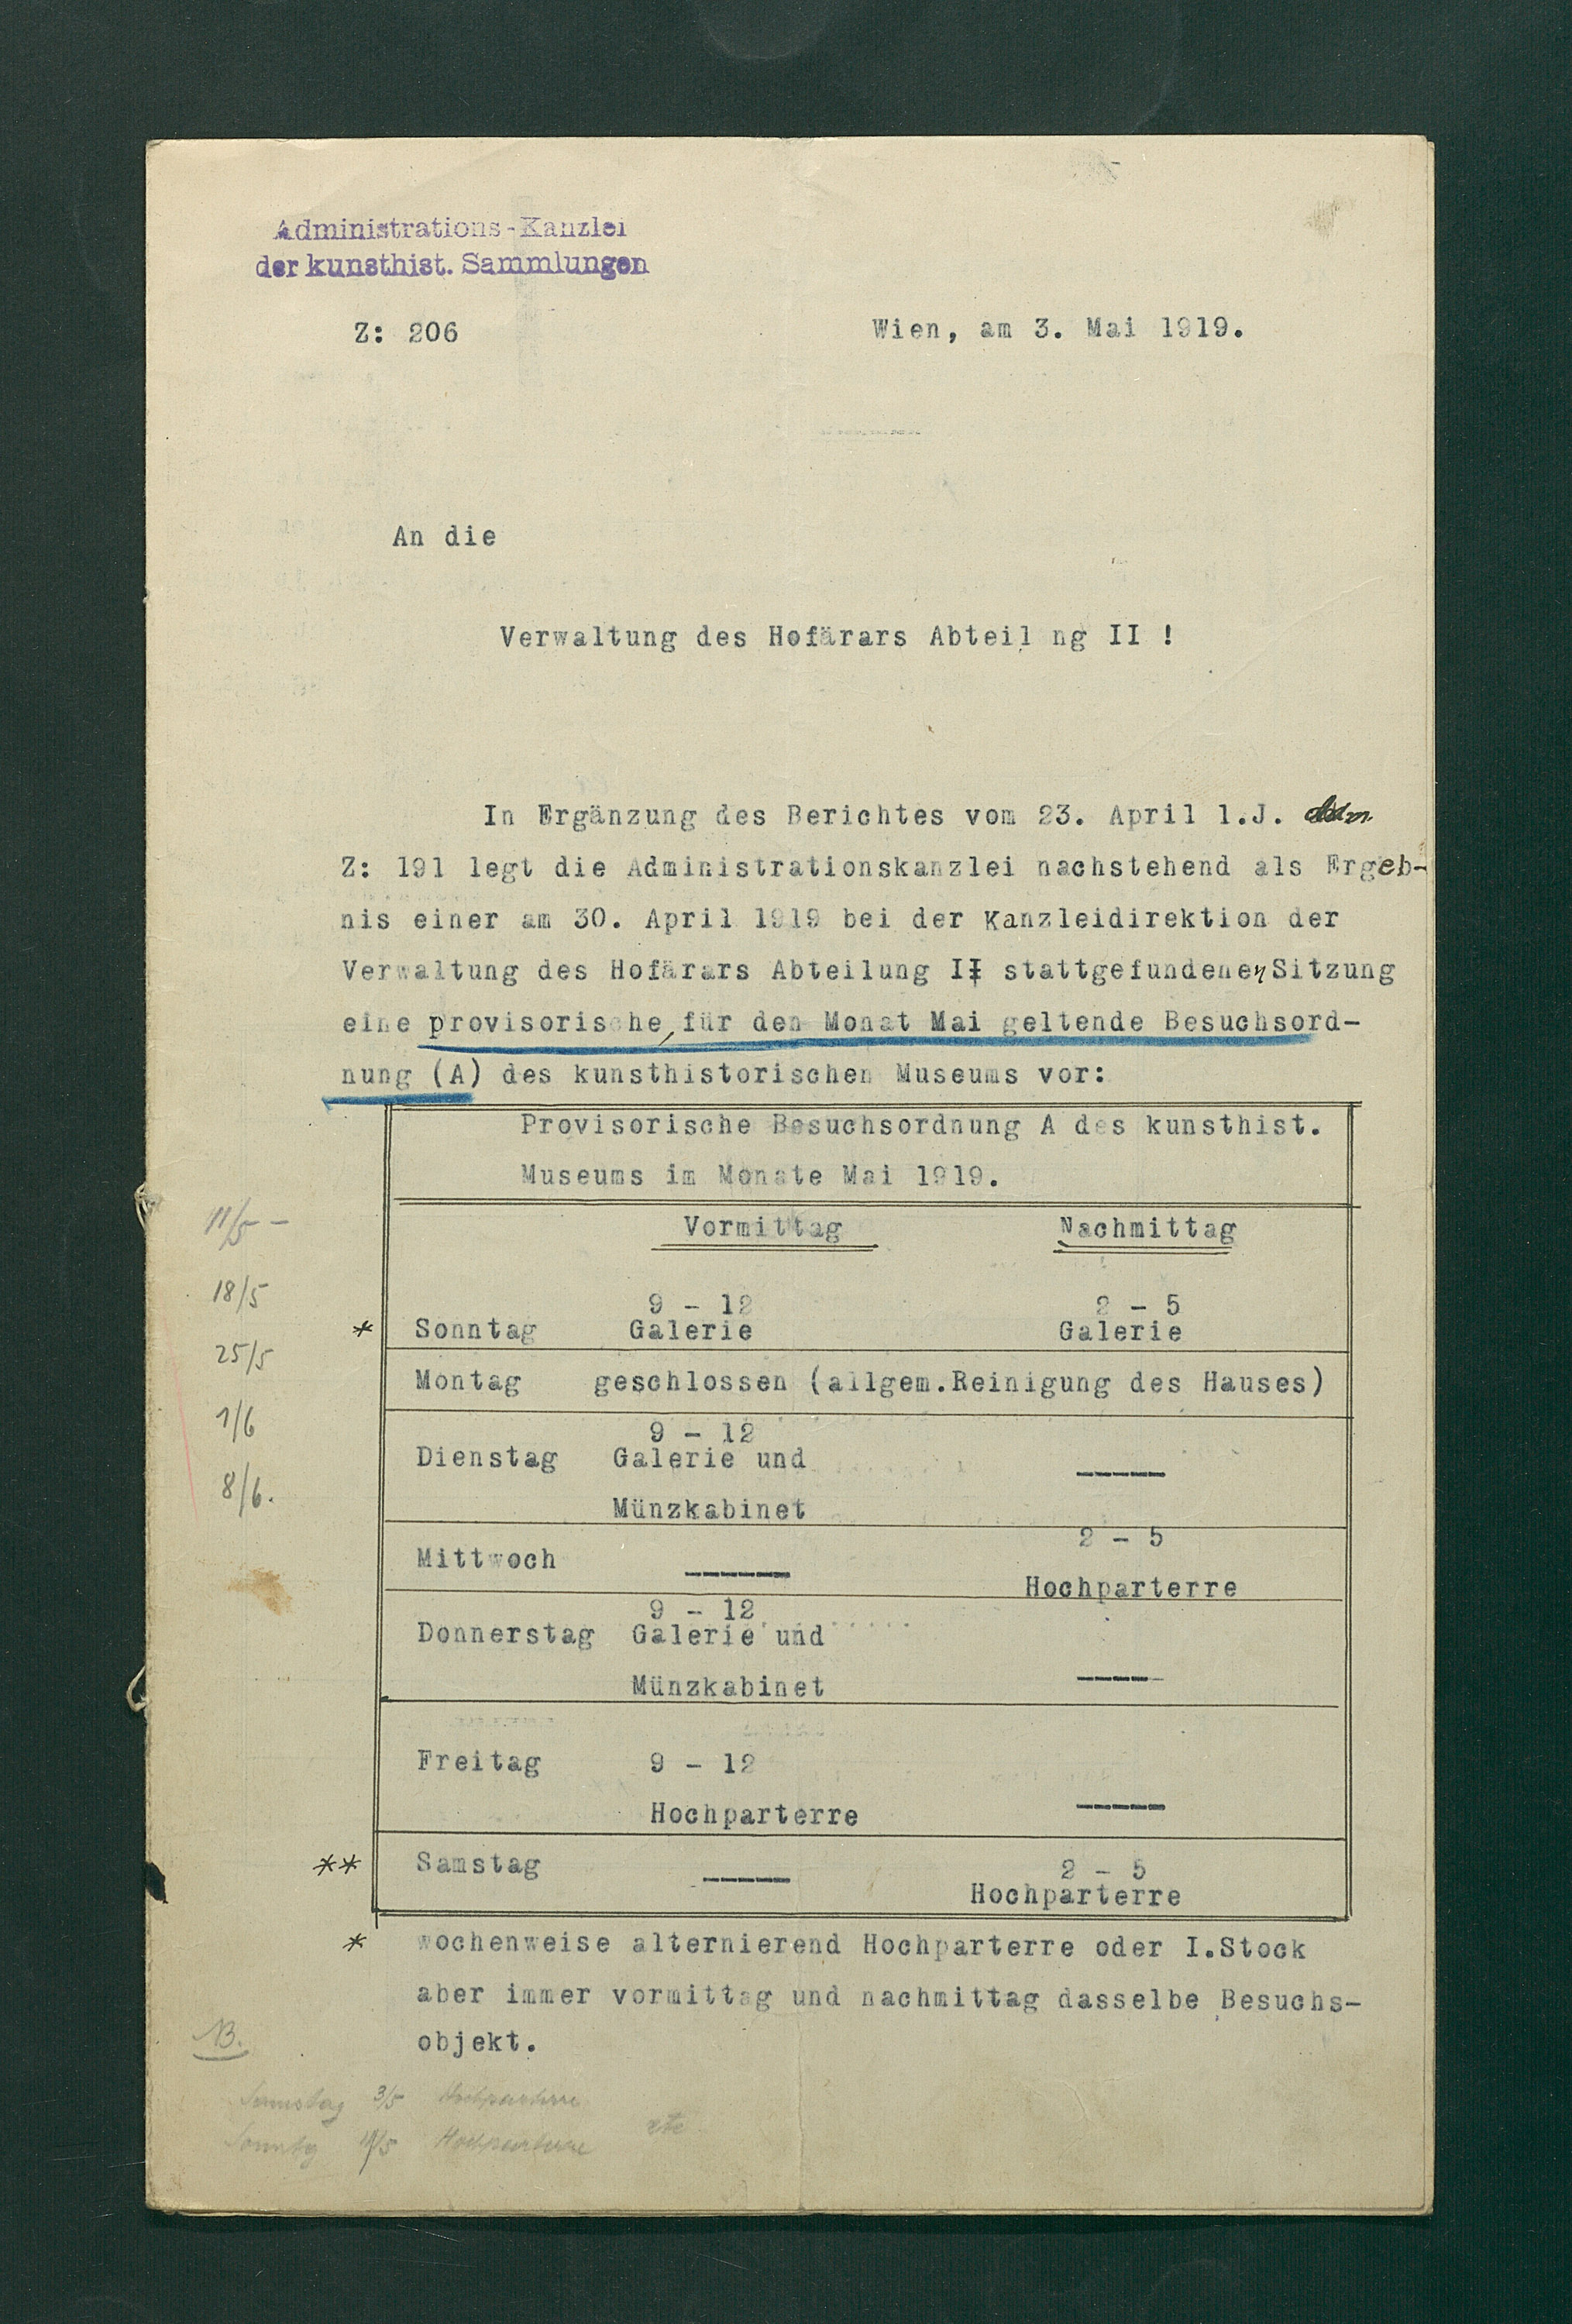 Administrations-Kanzlei
der kunsthist. Sammlungen
Z: 206
Wien, am 3. Mai 1919.
An die
Verwaltung des Hofärars Abteil ng II !
In Ergänzung des Berichtes vom 23. April l.J.
Z: 191 legt die Administrationskanzlei nachstehend als Ergeb-
nis einer am 30. April 1919 bei der Kanzleidirektion der
Verwaltung des Hofärars Abteilung II stattgefundenen Sitzung
eine provisorische, für den Monat Mai geltende Besuchsord-
nung (A) des kunsthistorischen Museums vor:
Provisorische Besuchsordnung A des kunsthist.
Museums im Monate Mai 1919.
Vormittag Nachmittag
11/5 -
18/5
25/5
1/6
8/6.
9 - 12 2 - 5
* Sonntag Galerie Galerie
Montag geschlossen (allgem.Reinigung des Hauses)
9 - 12
Dienstag Galerie und -----
Münzkabinet
2 - 5
Mittwoch ------
Hochparterre
9 - 12
Donnerstag Galerie und
Münzkabinet -----
Freitag 9 - 12
Hochparterre -----
** Samstag ----- 2 - 5
Hochparterre
* wochenweise alternierend Hochparterre oder I.Stock
aber immer vormittag und nachmittag dasselbe Besuchs-
objekt.
NB.
Samstag 3/5 Hochparterre
Sonntag Hochparterre etc